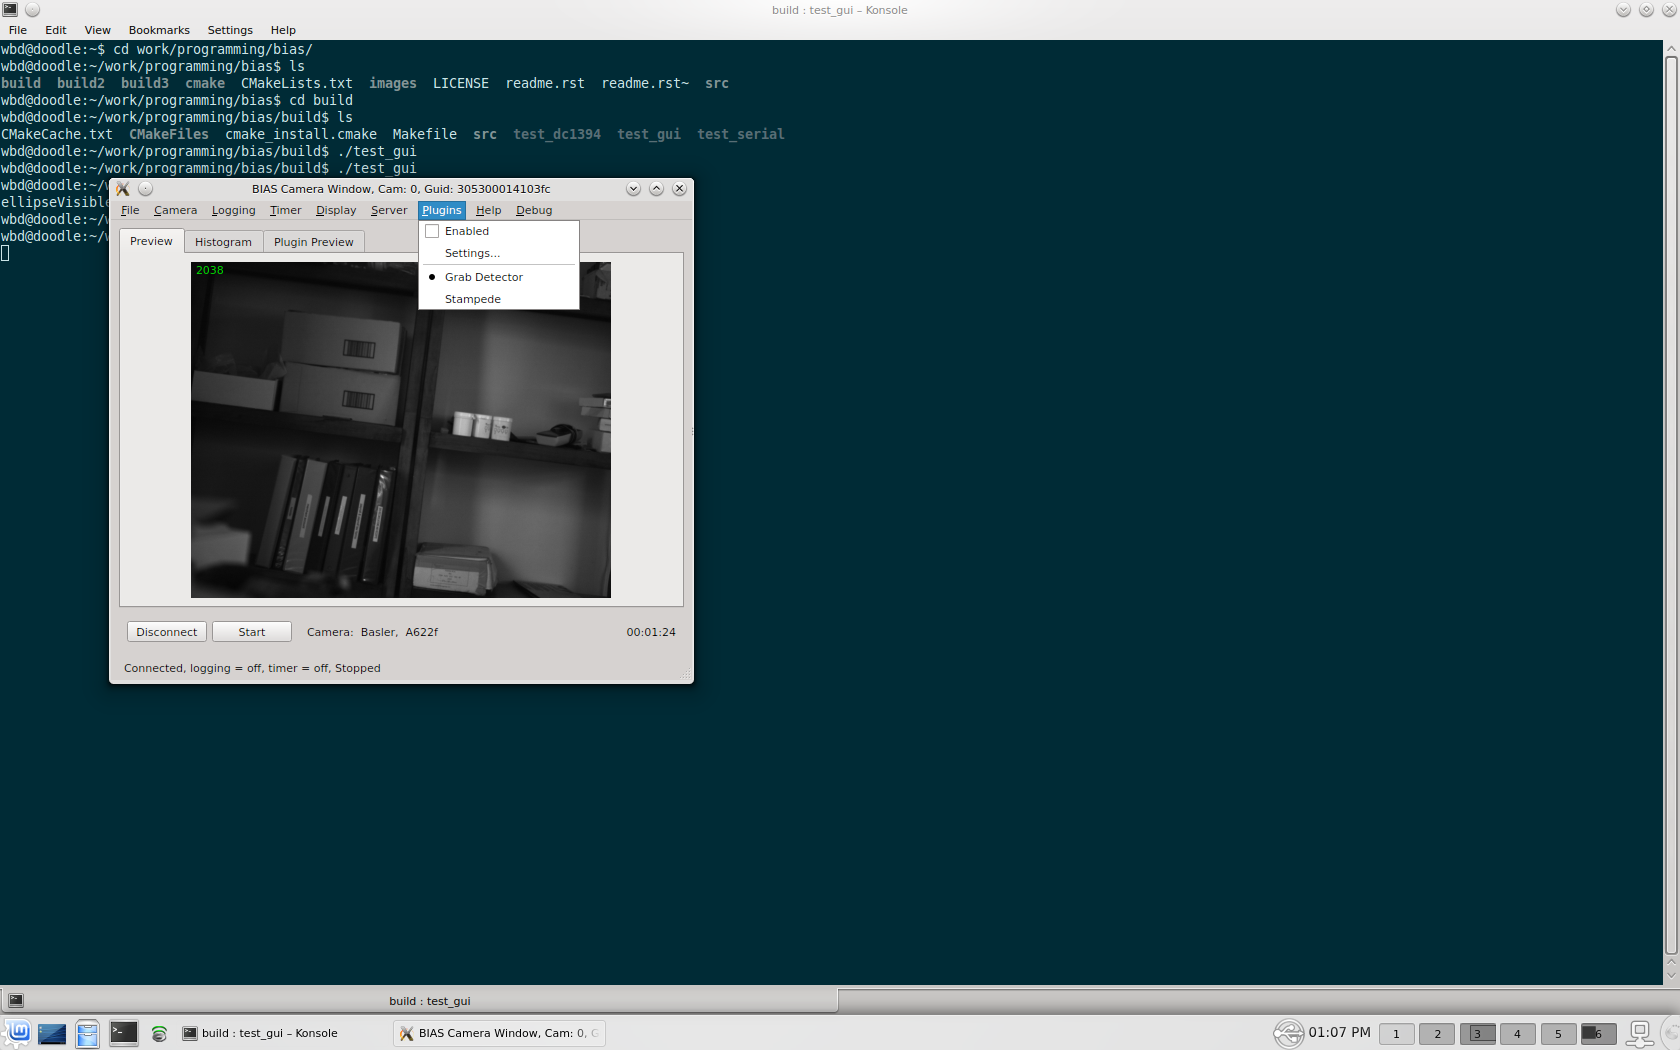 build : test_gui – Konsole
File Edit View Bookmarks Settings Help
wbd@doodle:~$ cd work/programming/bias/
wbd@doodle:~/work/programming/bias$ ls
build build2 build3 cmake CMakeLists.txt images LICENSE readme.rst readme.rst~ src
wbd@doodle:~/work/programming/bias$ cd build
wbd@doodle:~/work/programming/bias/build$ ls
CMakeCache.txt CMakeFiles cmake_install.cmake Makefile src test_dc1394 test_gui test_serial
wbd@doodle:~/work/programming/bias/build$ ./test_gui
wbd@doodle:~/work/programming/bias/build$ ./test_gui
wbd@doodle:~/w
ellipseVisible
wbd@doodle:~/w
wbd@doodle:~/w
BIAS Camera Window, Cam: 0, Guid: 305300014103fc
File Camera Logging Timer Display Server Plugins Help Debug
Enabled
Settings...
Grab Detector
Stampede
Preview Histogram Plugin Preview
2038
Disconnect Start Camera: Basler, A622f 00:01:24
Connected, logging = off, timer = off, Stopped
build : test_gui
build : test_gui – Konsole BIAS Camera Window, Cam: 0, G 01:07 PM 1 2 3 4 5 6